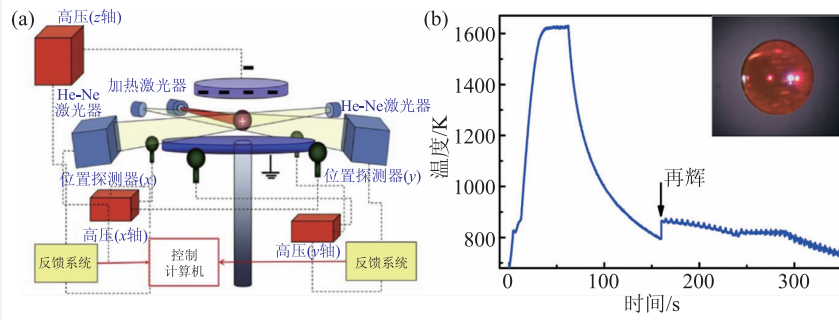 (a)
高压(z轴)
He-Ne
激光器
加热激光器
He-Ne激光器
位置探测器(x)
位置探测器(y)
高压(x轴)
高压(y轴)
反馈系统
控制
计算机
反馈系统
(b)
1600
1400
1200
1000
800
温度/K
再辉
0
100
200
300
时间/s